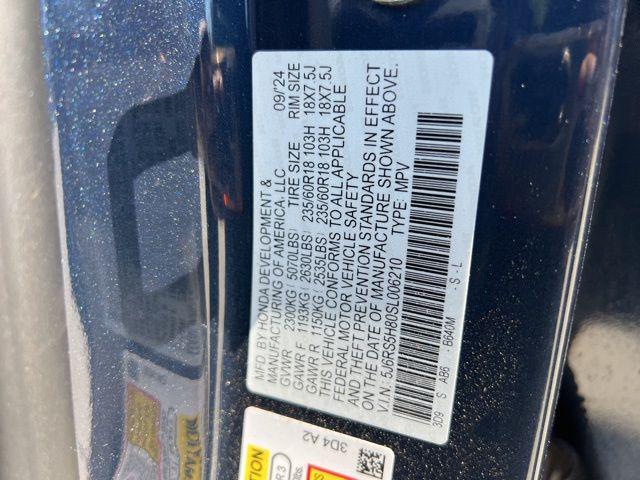 MFD BY HONDA DEVELOPMENT & 09/'24
MANUFACTURING OF AMERICA, LLC
GVWR 2300KG( 5070LBS) TIRE SIZE RIM SIZE
GAWR F 1193KG( 2630LBS) 235/60R18 103H 18X7.5J
GAWR R 1150KG( 2535LBS) 235/60R18 103H 18X7.5J
THIS VEHICLE CONFORMS TO ALL APPLICABLE
FEDERAL MOTOR VEHICLE SAFETY
AND THEFT PREVENTION STANDARDS IN EFFECT
ON THE DATE OF MANUFACTURE SHOWN ABOVE.
V.I.N: 5J8RS5H80SL006210 TYPE: MPV
3D9 S AB6 - B640M - S - L
3D4 A2